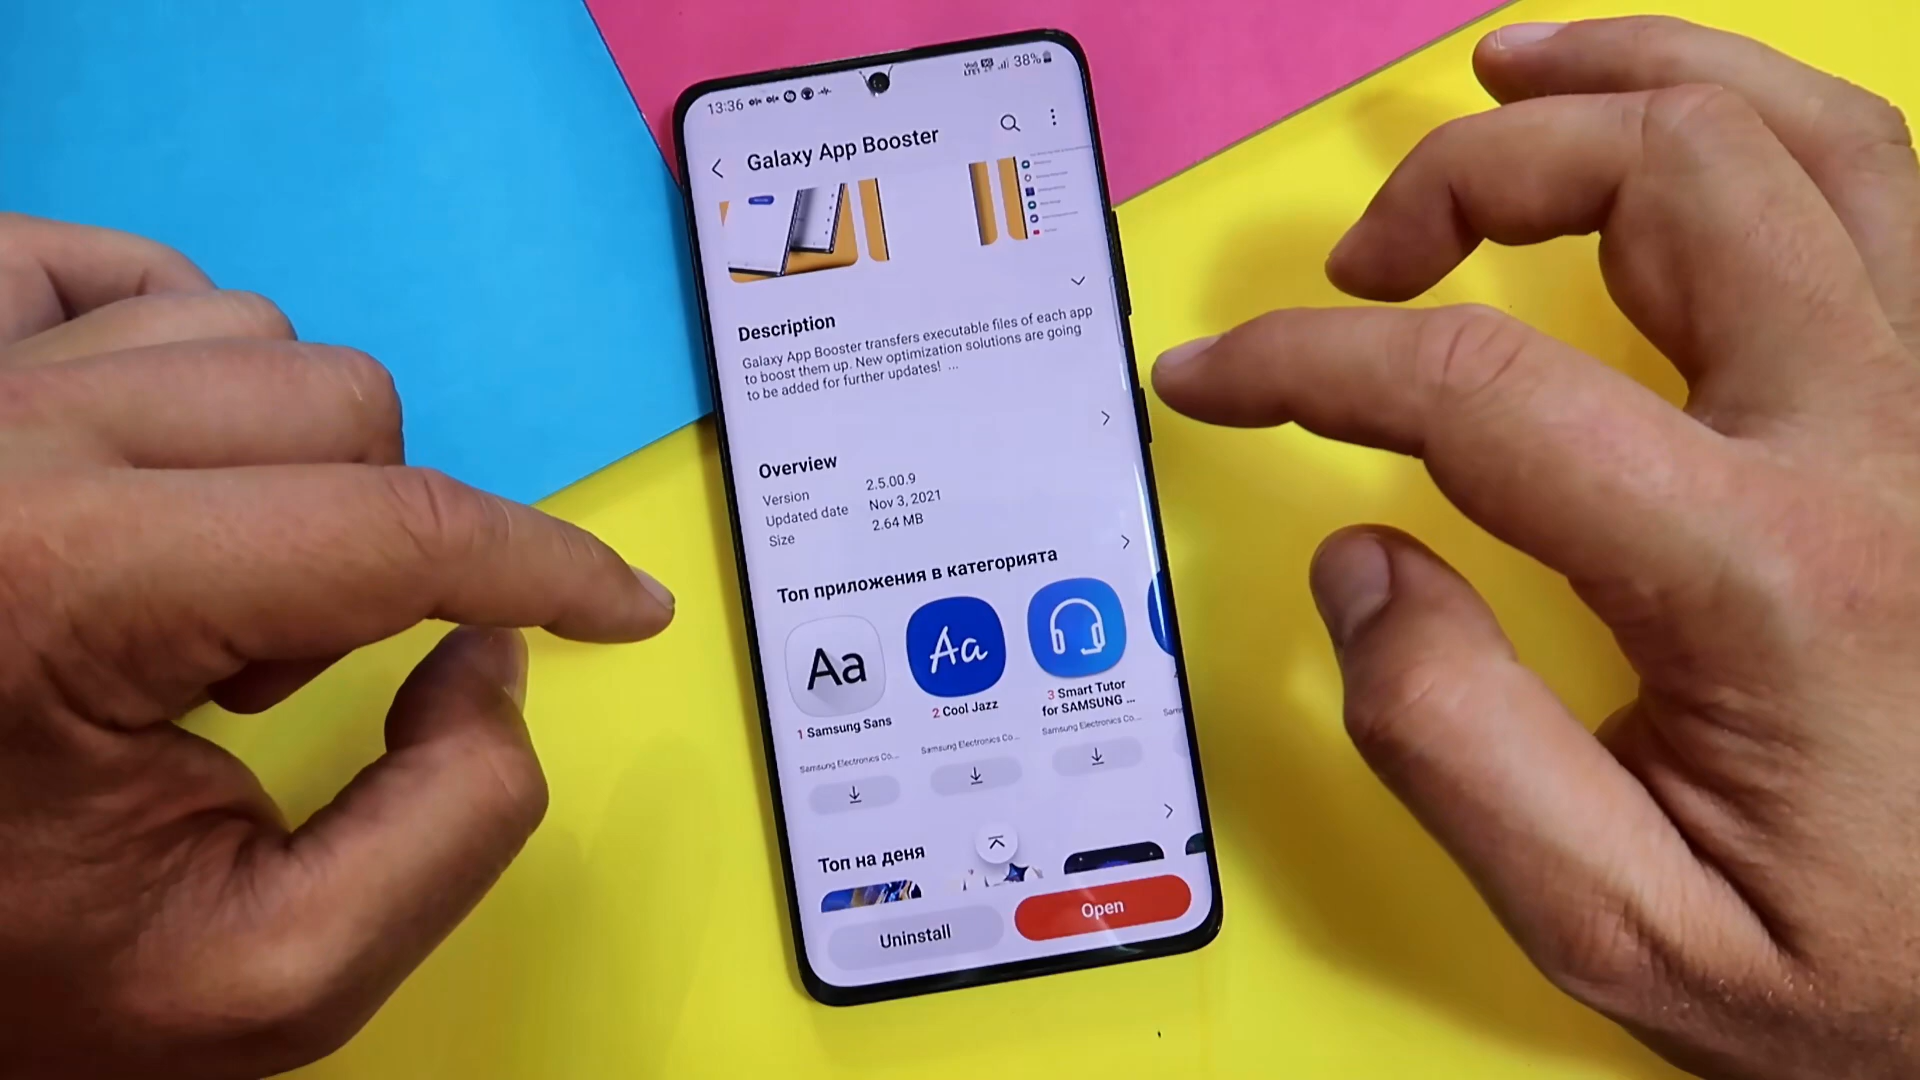 13:36
38%
Galaxy App Booster
Description
Galaxy App Booster transfers executable files of each app
to boost them up. New optimization solutions are going
to be added for further updates! ...
Overview
Version 2.5.00.9
Updated date Nov 3, 2021
Size 2.64 MB
Топ приложения в категорията
Aa
Aa
1 Samsung Sans
2 Cool Jazz
3 Smart Tutor
for SAMSUNG ...
Samsung Electronics Co...
Samsung Electronics Co...
Samsung Electronics Co...
Топ на деня
Uninstall
Open